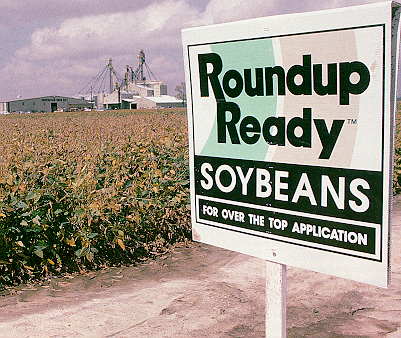 Roundup
Ready™
SOYBEANS
FOR OVER THE TOP APPLICATION